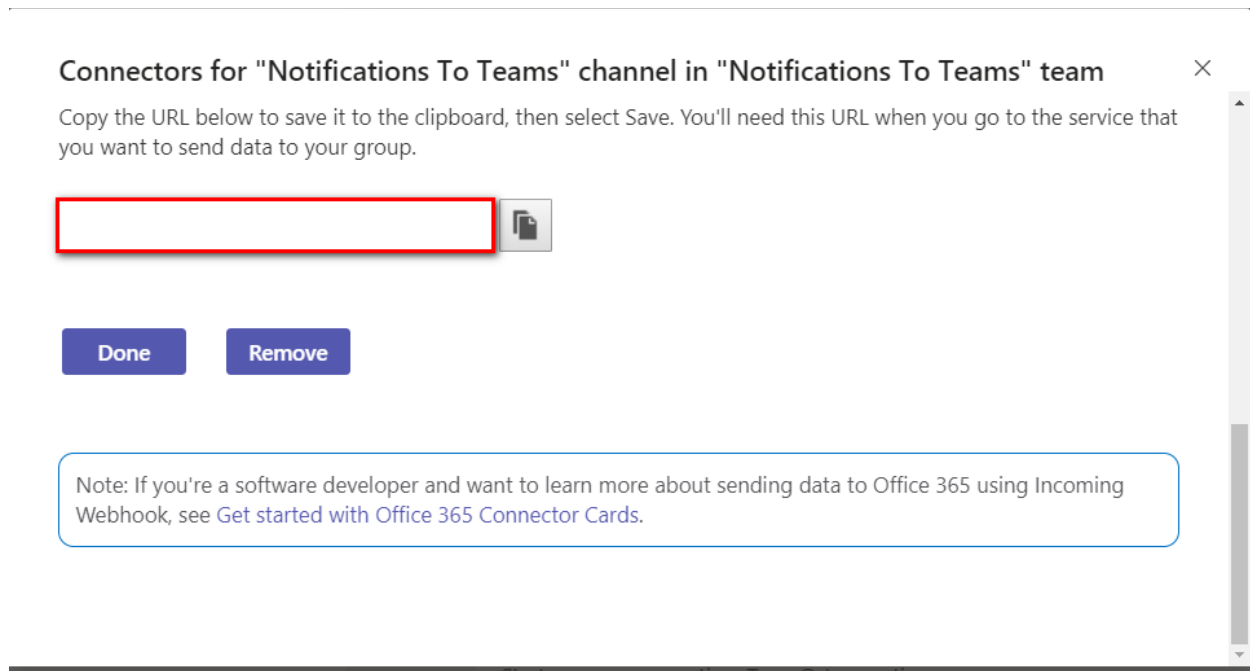 Connectors for "Notifications To Teams" channel in "Notifications To Teams" team
Copy the URL below to save it to the clipboard, then select Save. You'll need this URL when you go to the service that
you want to send data to your group.
Done
Remove
Note: If you're a software developer and want to learn more about sending data to Office 365 using Incoming
Webhook, see Get started with Office 365 Connector Cards.